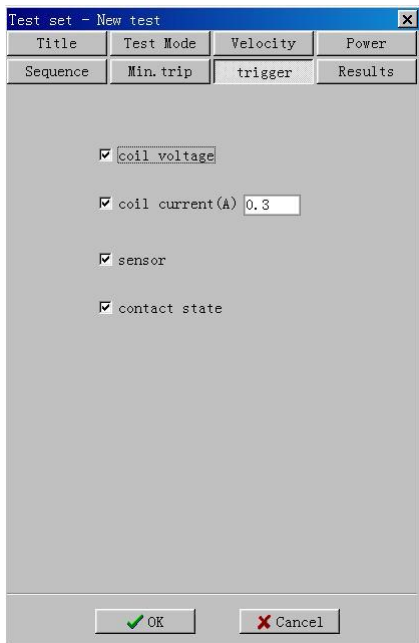 Test set - New test
Title Test Mode Velocity Power
Sequence Min.trip trigger Results
coil voltage
coil current(A) 0.3
sensor
contact state
OK Cancel